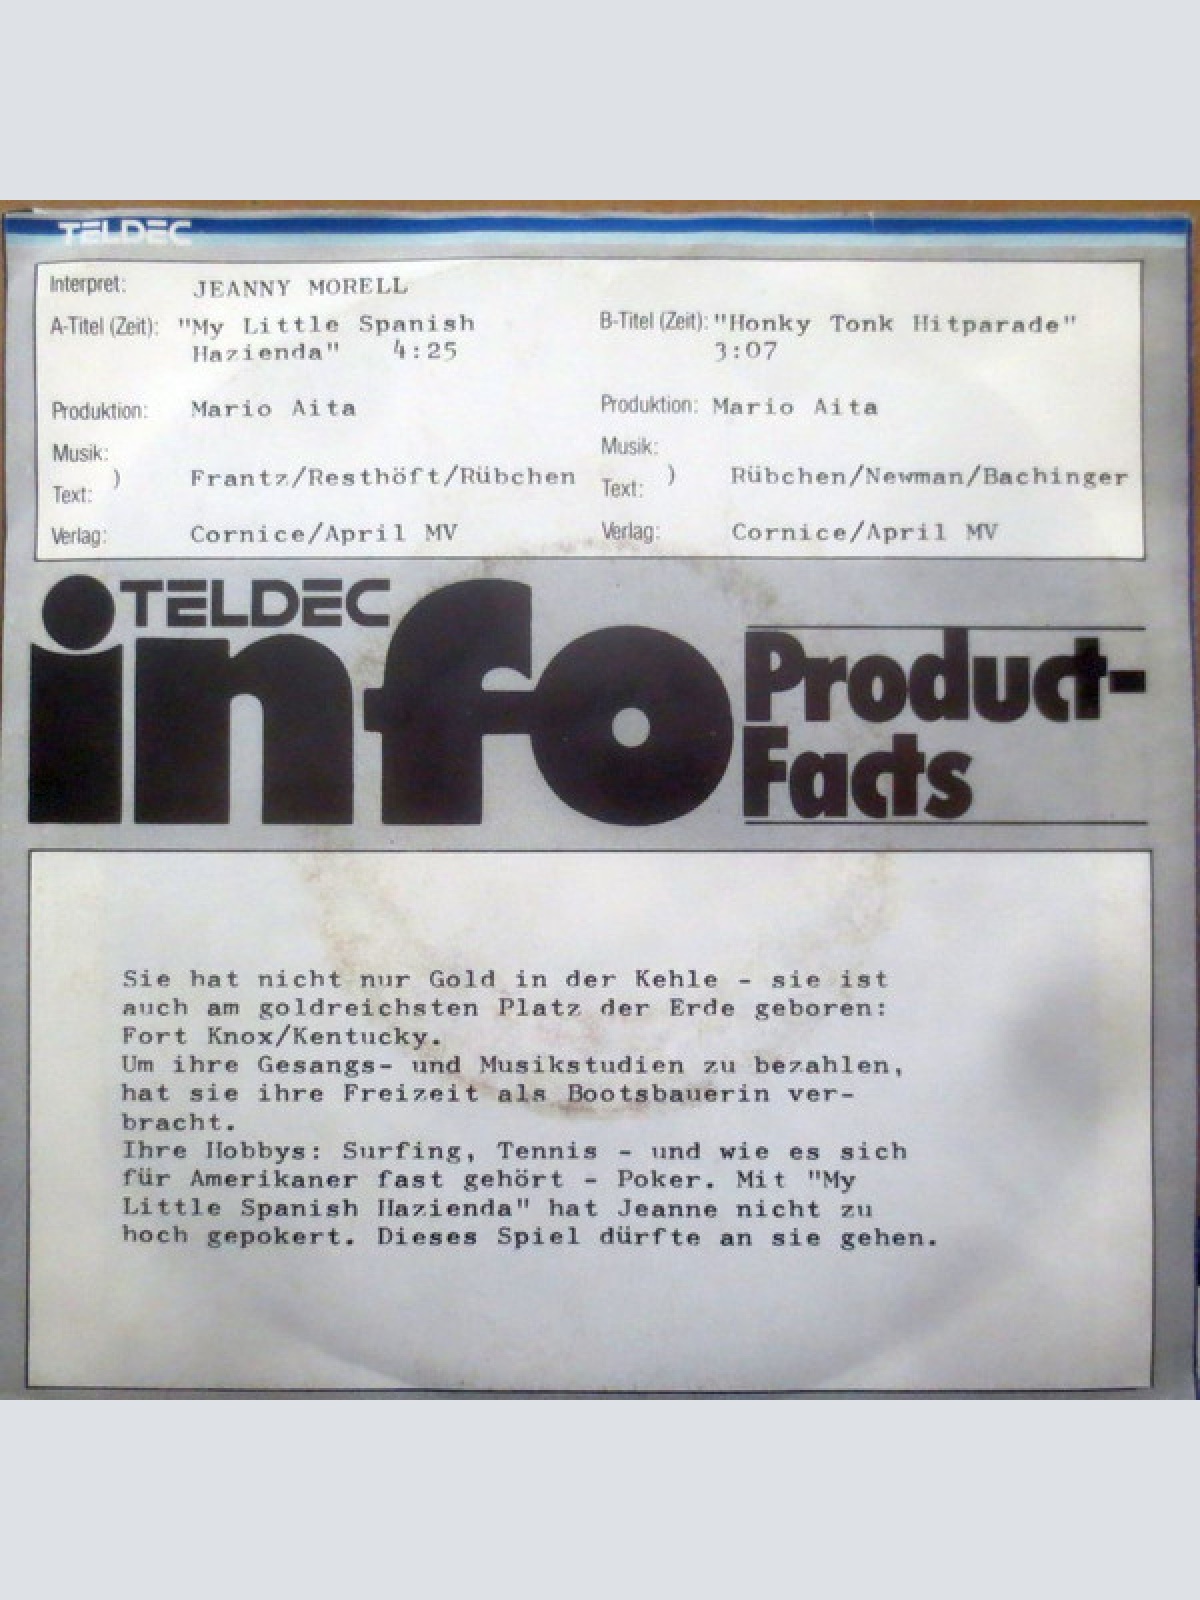 TELDEC
Interpret: JEANNY MORELL
A-Titel (Zeit): "My Little Spanish
Hazienda" 4:25
Produktion: Mario Aita
Musik:
) Frantz/Resthöft/Rübchen
Text:
Verlag: Cornice/April MV
B-Titel (Zeit): "Honky Tonk Hitparade"
3:07
Produktion: Mario Aita
Musik:
) Rübchen/Newman/Bachinger
Text:
Verlag: Cornice/April MV
TELDEC
info
Product-
Facts
Sie hat nicht nur Gold in der Kehle - sie ist
auch am goldreichsten Platz der Erde geboren:
Fort Knox/Kentucky.
Um ihre Gesangs- und Musikstudien zu bezahlen,
hat sie ihre Freizeit als Bootsbauerin ver-
bracht.
Ihre Hobbys: Surfing, Tennis - und wie es sich
für Amerikaner fast gehört - Poker. Mit "My
Little Spanish Hazienda" hat Jeanne nicht zu
hoch gepokert. Dieses Spiel dürfte an sie gehen.